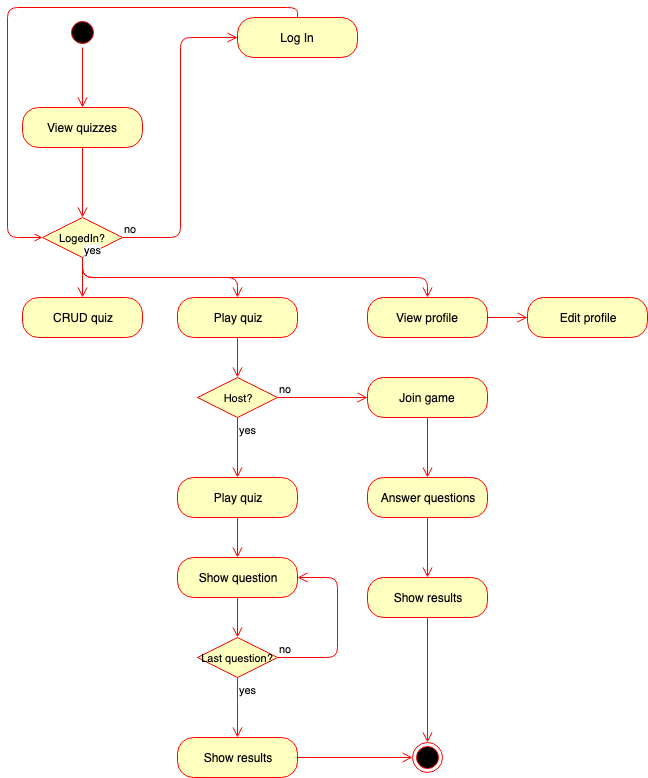 Log In
View quizzes
LogedIn?
no
yes
CRUD quiz
Play quiz
View profile
Edit profile
Host?
no
Join game
yes
Play quiz
Answer questions
Show question
Show results
Last question?
no
yes
Show results